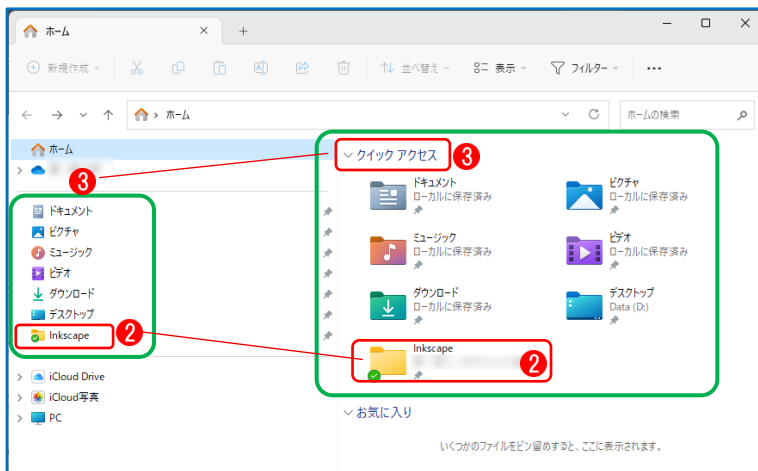 ホーム
新規作成
並べ替え
表示
フィルター
ホーム
ホームの検索
ホーム
3
ドキュメント
ピクチャ
ミュージック
ビデオ
ダウンロード
デスクトップ
Inkscape
2
iCloud Drive
iCloud写真
PC
クイック アクセス
3
ドキュメント
ローカルに保存済み
ピクチャ
ローカルに保存済み
ミュージック
ローカルに保存済み
ビデオ
ローカルに保存済み
ダウンロード
ローカルに保存済み
デスクトップ
Data (D:)
Inkscape
2
お気に入り
いくつかのファイルをピン留めすると、ここに表示されます。